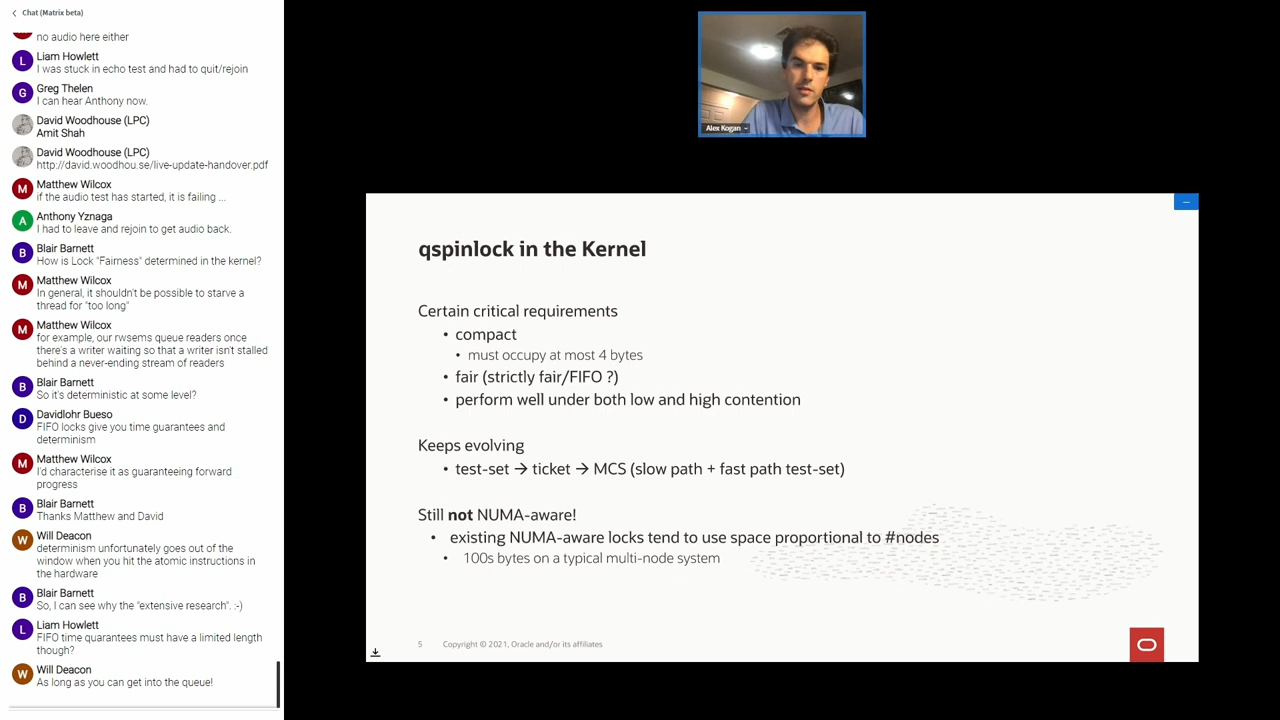 Chat (Matrix beta)
no audio here either
L
Liam Howlett
I was stuck in echo test and had to quit/rejoin
G
Greg Thelen
I can hear Anthony now.
David Woodhouse (LPC)
Amit Shah
David Woodhouse (LPC)
http://david.woodhou.se/live-update-handover.pdf
M
Matthew Wilcox
if the audio test has started, it is failing ...
A
Anthony Yznaga
I had to leave and rejoin to get audio back.
B
Blair Barnett
How is Lock "Fairness" determined in the kernel?
M
Matthew Wilcox
In general, it shouldn't be possible to starve a
thread for "too long"
M
Matthew Wilcox
for example, our rwsems queue readers once
there's a writer waiting so that a writer isn't stalled
behind a never-ending stream of readers
B
Blair Barnett
So it's deterministic at some level?
D
Davidlohr Bueso
FIFO locks give you time guarantees and
determinism
M
Matthew Wilcox
I'd characterise it as guaranteeing forward
progress
B
Blair Barnett
Thanks Matthew and David
W
Will Deacon
determinism unfortunately goes out of the
window when you hit the atomic instructions in
the hardware
B
Blair Barnett
So, I can see why the "extensive research". :-)
L
Liam Howlett
FIFO time quarantees must have a limited length
though?
W
Will Deacon
As long as you can get into the queue!
Alex Kogan
qspinlock in the Kernel
Certain critical requirements
• compact
• must occupy at most 4 bytes
• fair (strictly fair/FIFO ?)
• perform well under both low and high contention
Keeps evolving
• test-set → ticket → MCS (slow path + fast path test-set)
Still not NUMA-aware!
• existing NUMA-aware locks tend to use space proportional to #nodes
• 100s bytes on a typical multi-node system
5 Copyright © 2021, Oracle and/or its affiliates